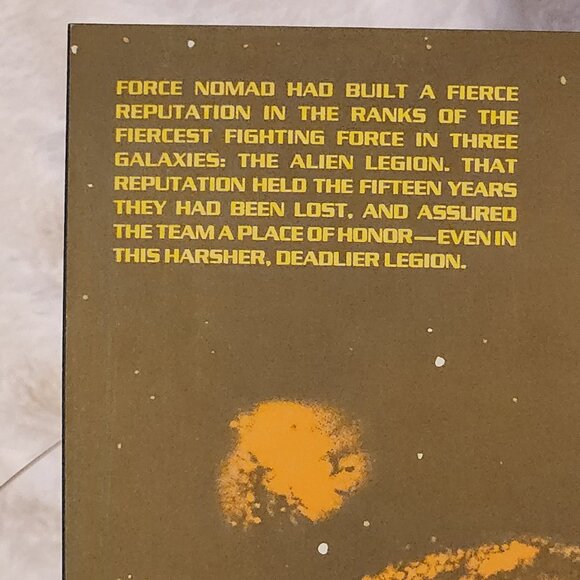 FORCE NOMAD HAD BUILT A FIERCE
REPUTATION IN THE RANKS OF THE
FIERCEST FIGHTING FORCE IN THREE
GALAXIES: THE ALIEN LEGION. THAT
REPUTATION HELD THE FIFTEEN YEARS
THEY HAD BEEN LOST, AND ASSURED
THE TEAM A PLACE OF HONOR—EVEN IN
THIS HARSHER, DEADLIER LEGION.